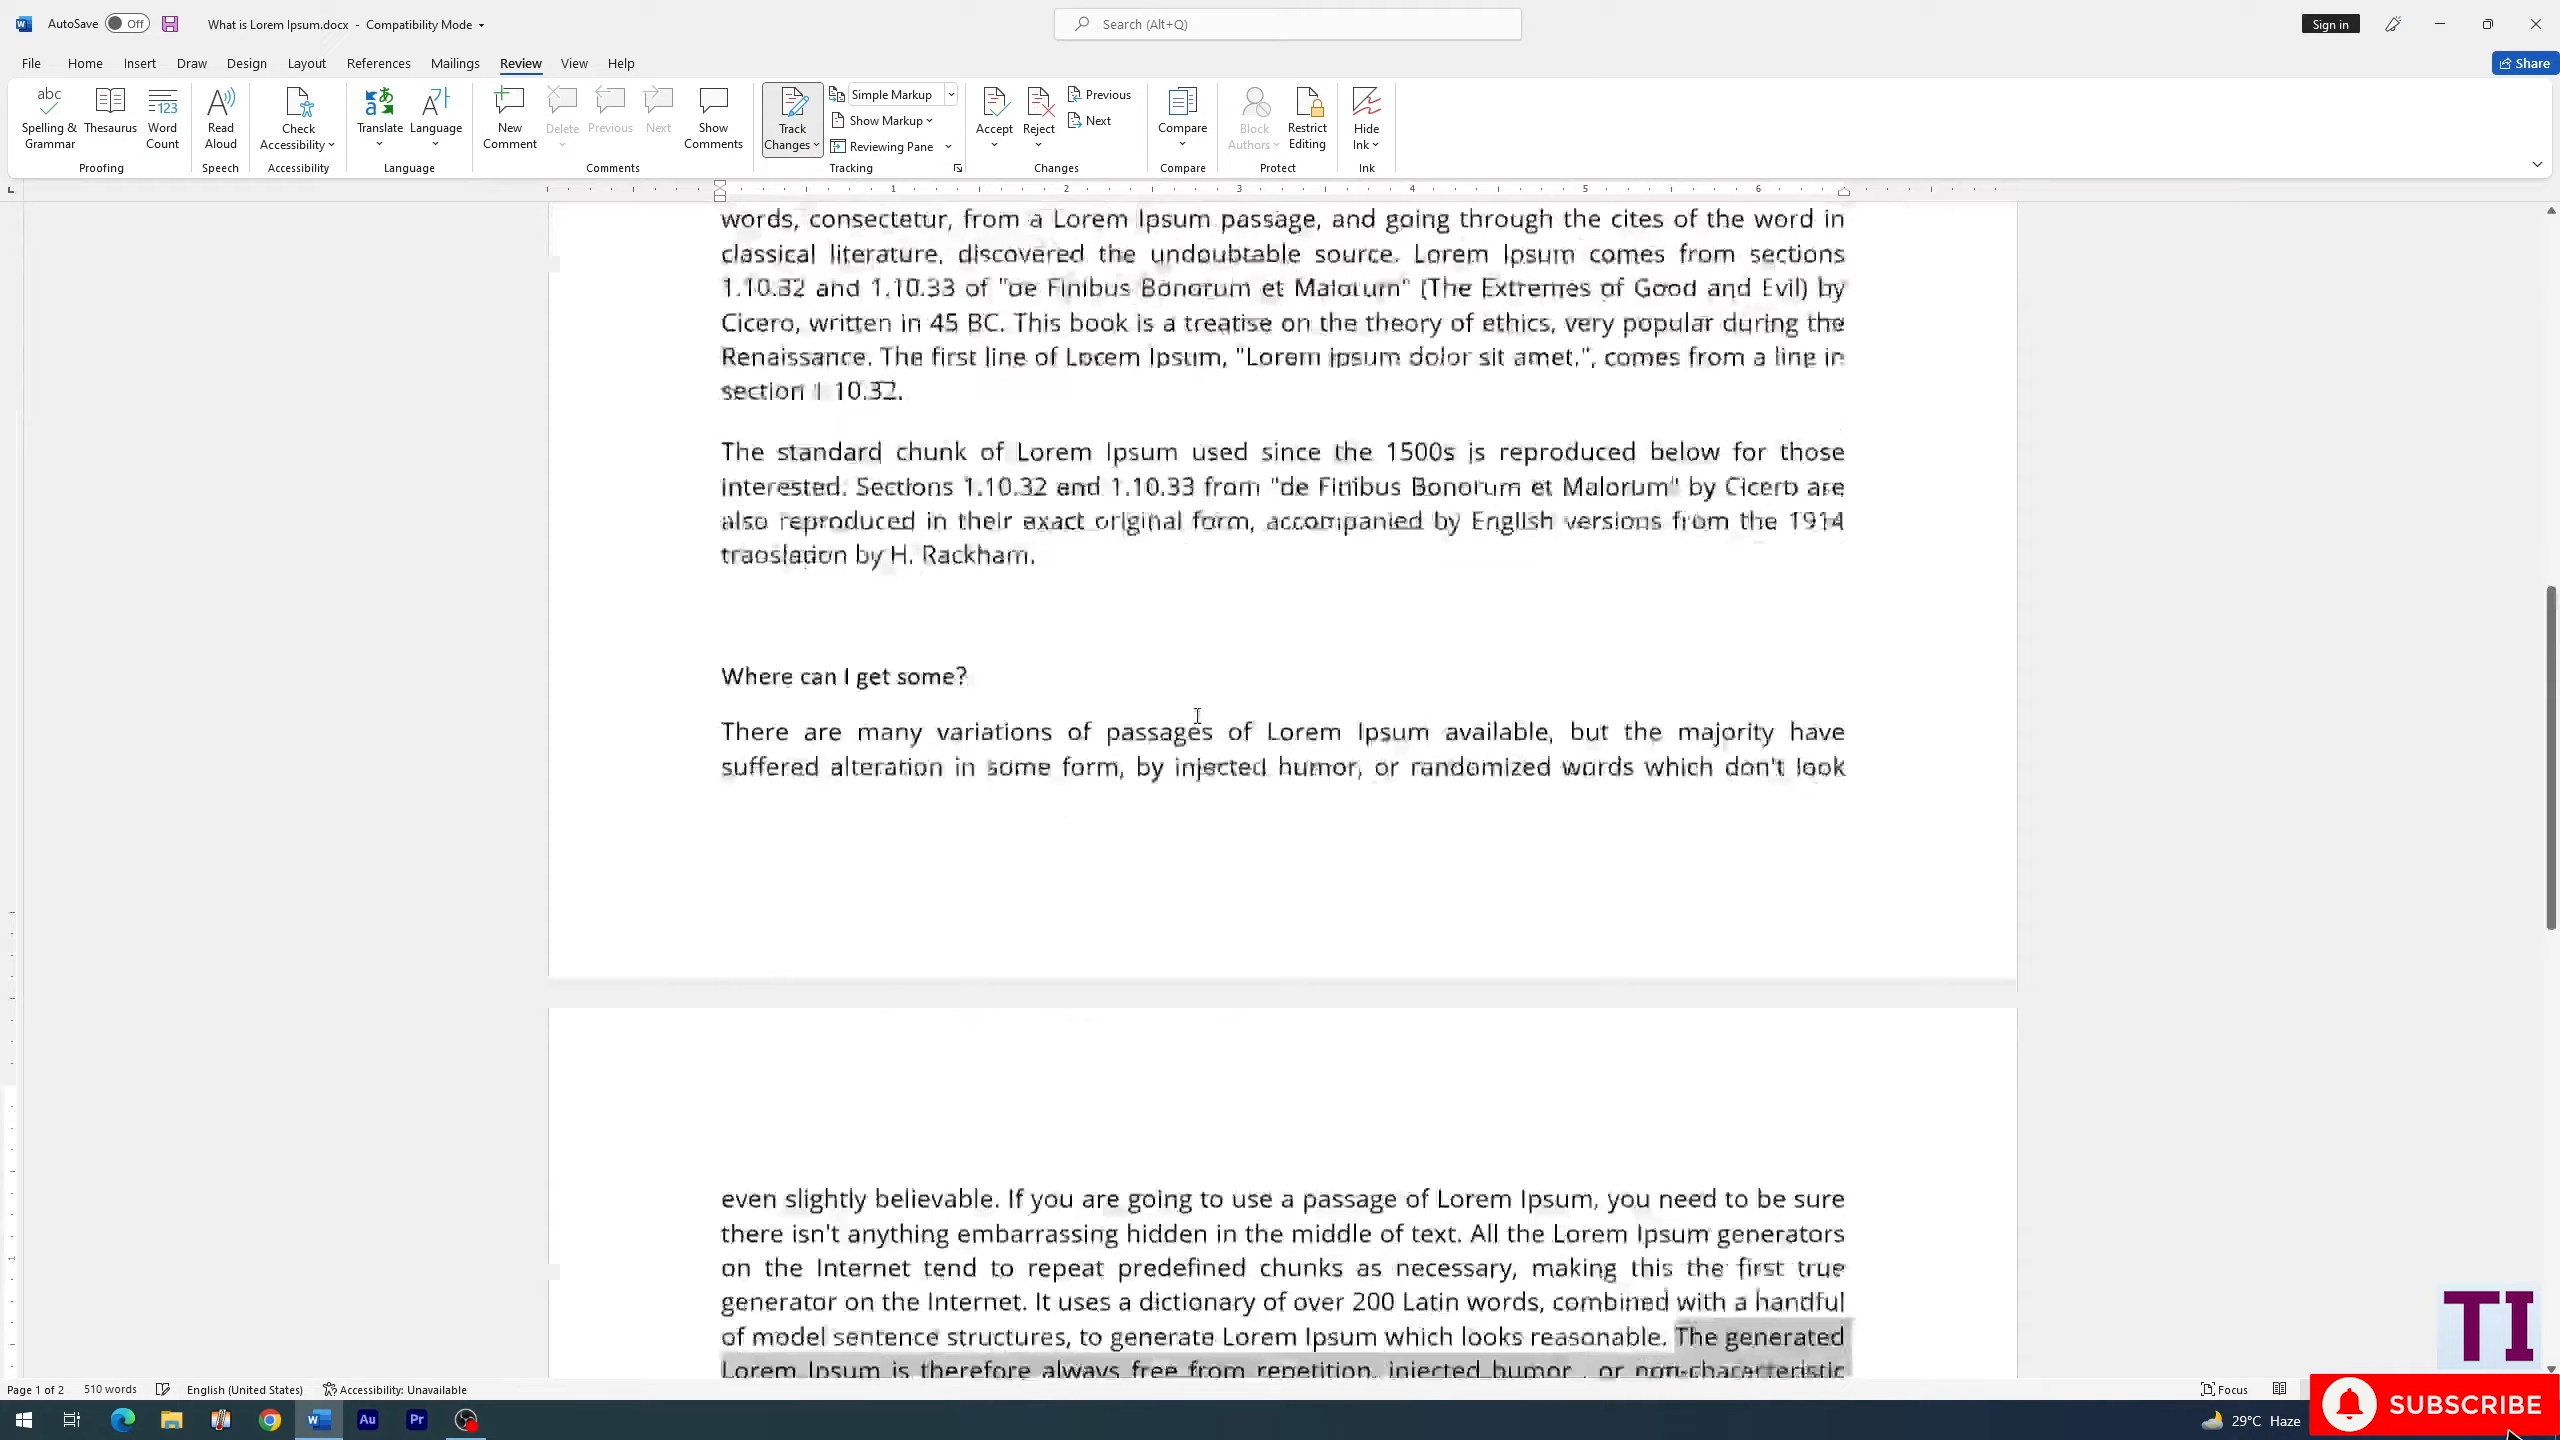 AutoSave Off What is Lorem Ipsum.docx - Compatibility Mode Search (Alt+Q) Sign in
File Home Insert Draw Design Layout References Mailings Review View Help Share
Spelling & Grammar Thesaurus Word Count Read Aloud Check Accessibility Translate Language New Comment Delete Previous Next Show Comments Track Changes Simple Markup Show Markup Reviewing Pane Accept Reject Previous Next Compare Block Authors Restrict Editing Hide Ink
Proofing Speech Accessibility Language Comments Tracking Changes Compare Protect Ink
1 2 3 4 5 6
words, consectetur, from a Lorem Ipsum passage, and going through the cites of the word in
classical literature, discovered the undoubtable source. Lorem Ipsum comes from sections
1.10.32 and 1.10.33 of "de Finibus Bonorum et Malorum" (The Extremes of Good and Evil) by
Cicero, written in 45 BC. This book is a treatise on the theory of ethics, very popular during the
Renaissance. The first line of Lorem Ipsum, "Lorem ipsum dolor sit amet.", comes from a line in
section 1.10.32.
The standard chunk of Lorem Ipsum used since the 1500s is reproduced below for those
interested. Sections 1.10.32 and 1.10.33 from "de Finibus Bonorum et Malorum" by Cicero are
also reproduced in their exact original form, accompanied by English versions from the 1914
translation by H. Rackham.
Where can I get some?
There are many variations of passages of Lorem Ipsum available, but the majority have
suffered alteration in some form, by injected humor, or randomized words which don't look
even slightly believable. If you are going to use a passage of Lorem Ipsum, you need to be sure
there isn't anything embarrassing hidden in the middle of text. All the Lorem Ipsum generators
on the Internet tend to repeat predefined chunks as necessary, making this the first true
generator on the Internet. It uses a dictionary of over 200 Latin words, combined with a handful
of model sentence structures, to generate Lorem Ipsum which looks reasonable. The generated
Lorem Ipsum is therefore always free from repetition, injected humor , or non-characteristic
TI
Page 1 of 2 510 words English (United States) Accessibility: Unavailable Focus
29°C Haze SUBSCRIBE